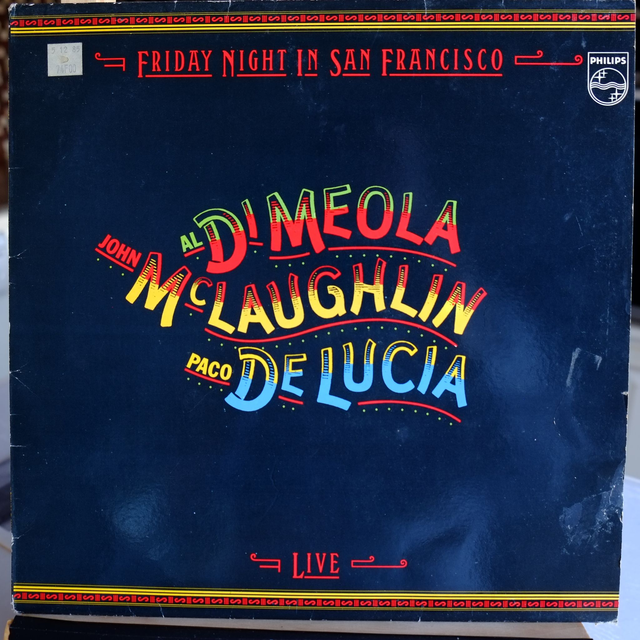 FRIDAY NIGHT IN SAN FRANCISCO
PHILIPS
AL DI MEOLA
JOHN MCLAUGHLIN
PACO DE LUCIA
LIVE